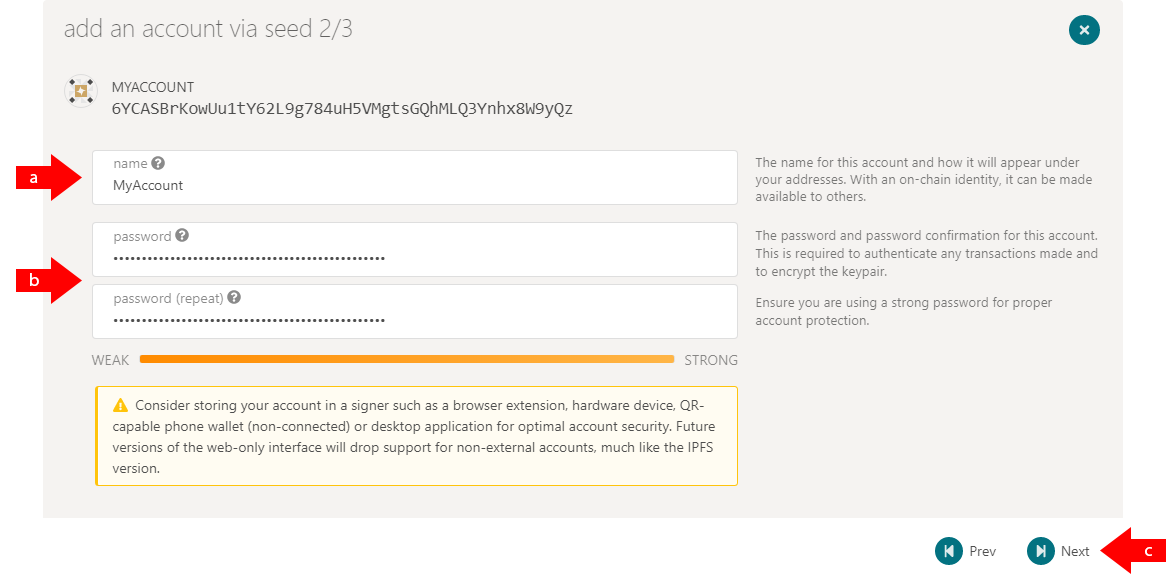 add an account via seed 2/3
MYACCOUNT
6YCASBrKowUu1tY62L9g784uH5VMgtsGQhMLQ3Ynhx8W9yQz
a
name
MyAccount
The name for this account and how it will appear under
your addresses. With an on-chain identity, it can be made
available to others.
b
password
••••••••••••••••••••••••••••••••••••••••••••••••
The password and password confirmation for this account.
This is required to authenticate any transactions made and
to encrypt the keypair.
password (repeat)
••••••••••••••••••••••••••••••••••••••••••••••••
Ensure you are using a strong password for proper
account protection.
WEAK STRONG
Consider storing your account in a signer such as a browser extension, hardware device, QR-
capable phone wallet (non-connected) or desktop application for optimal account security. Future
versions of the web-only interface will drop support for non-external accounts, much like the IPFS
version.
Prev Next c